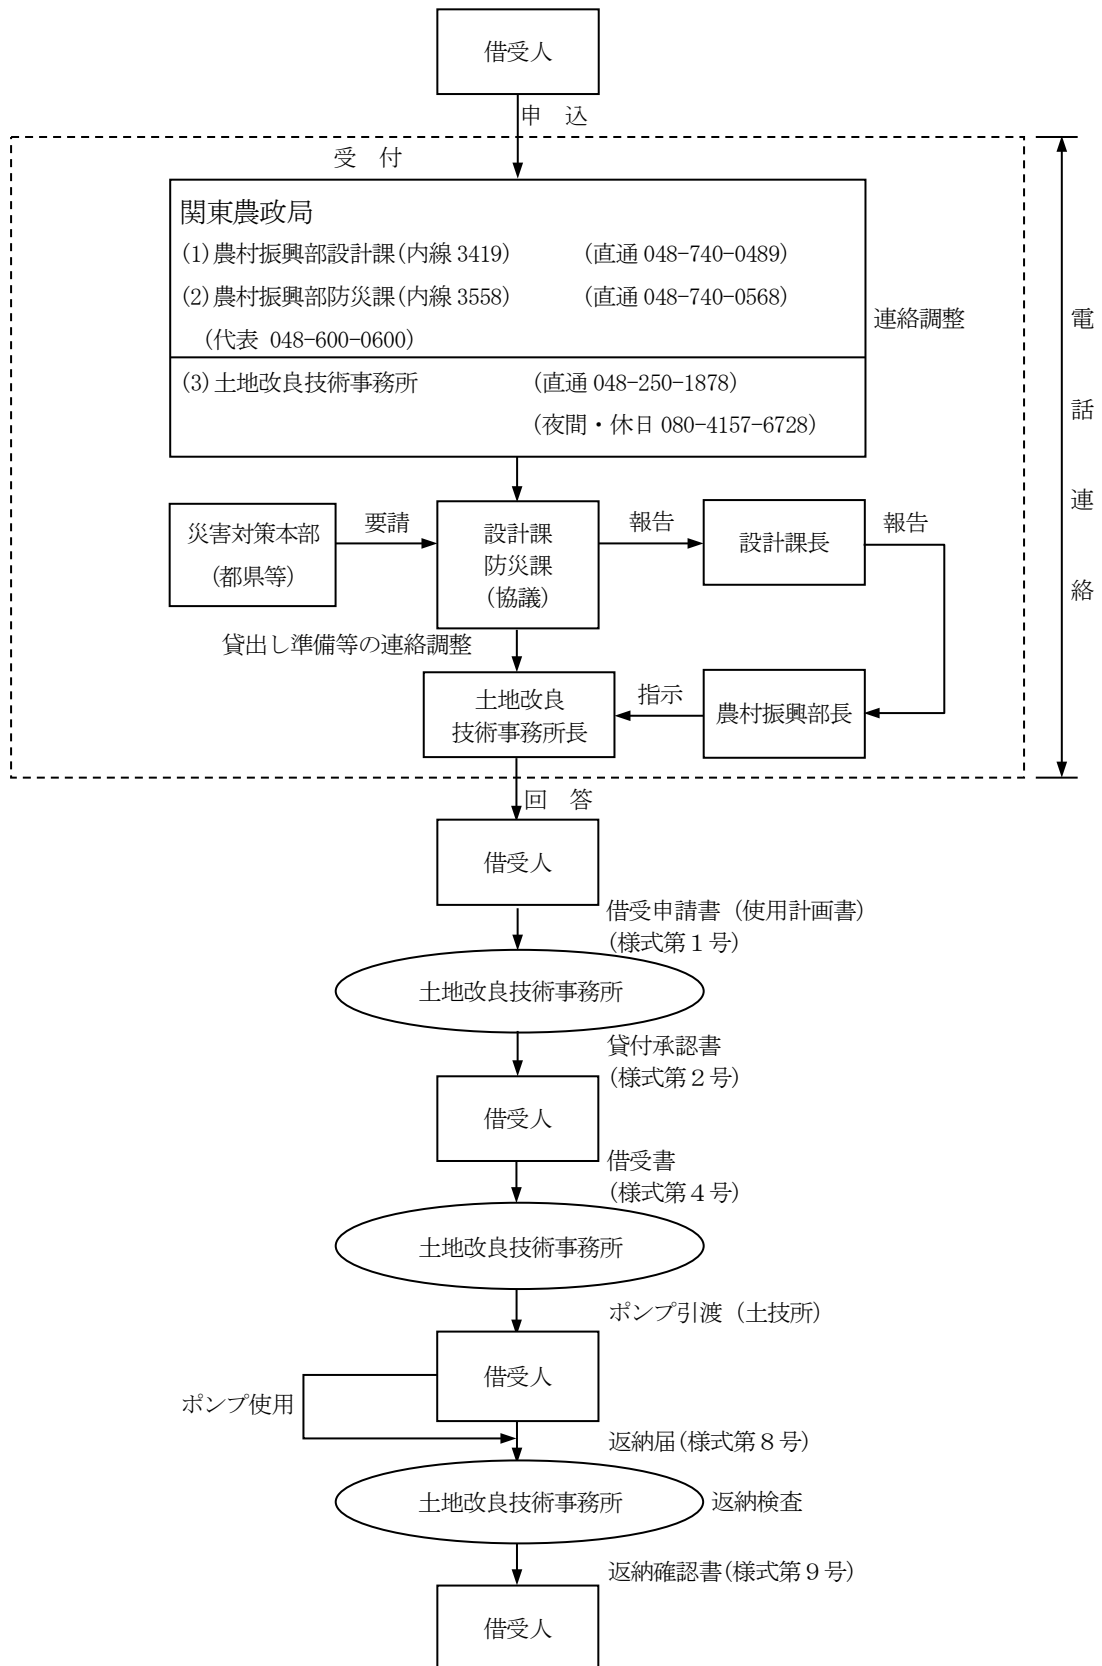 借受人
申　込
受　付
関東農政局
(1)農村振興部設計課(内線 3419)　　　(直通 048-740-0489)
(2)農村振興部防災課(内線 3558)　　　(直通 048-740-0568)
(代表 048-600-0600)
連絡調整
(3)土地改良技術事務所　　　　　(直通 048-250-1878)
(夜間・休日 080-4157-6728)
電
話
連
絡
災害対策本部
(都県等)
要請
設計課
防災課
(協議)
報告
設計課長
報告
貸出し準備等の連絡調整
土地改良
技術事務所長
指示
農村振興部長
回　答
借受人
借受申請書（使用計画書）
(様式第１号)
土地改良技術事務所
貸付承認書
(様式第２号)
借受人
借受書
(様式第４号)
土地改良技術事務所
ポンプ引渡（土技所）
借受人
ポンプ使用
返納届(様式第８号)
土地改良技術事務所
返納検査
返納確認書(様式第９号)
借受人